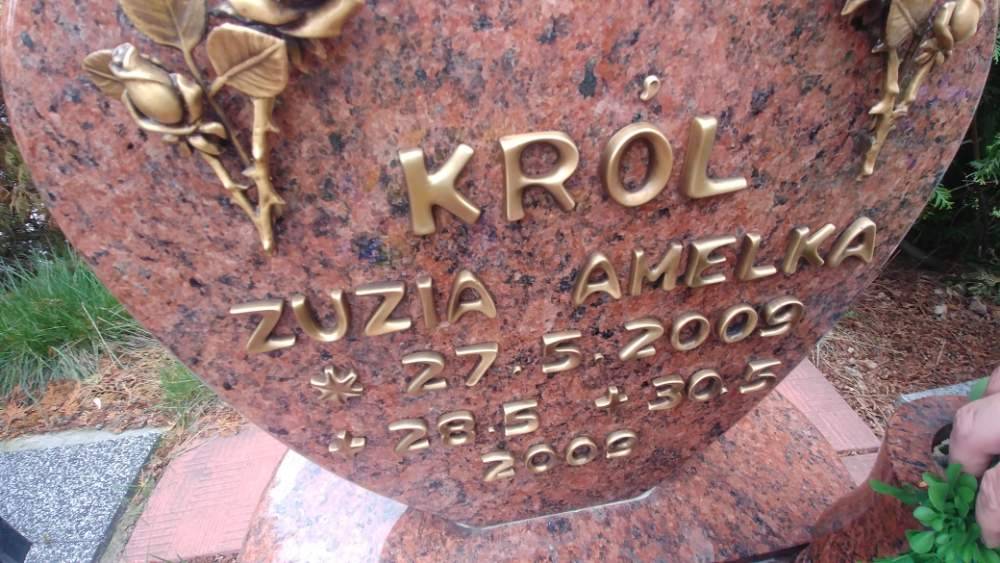 KRÓL
ZUZIA AMELKA
* 27.5.2009
+ 28.5 + 30.5
2009